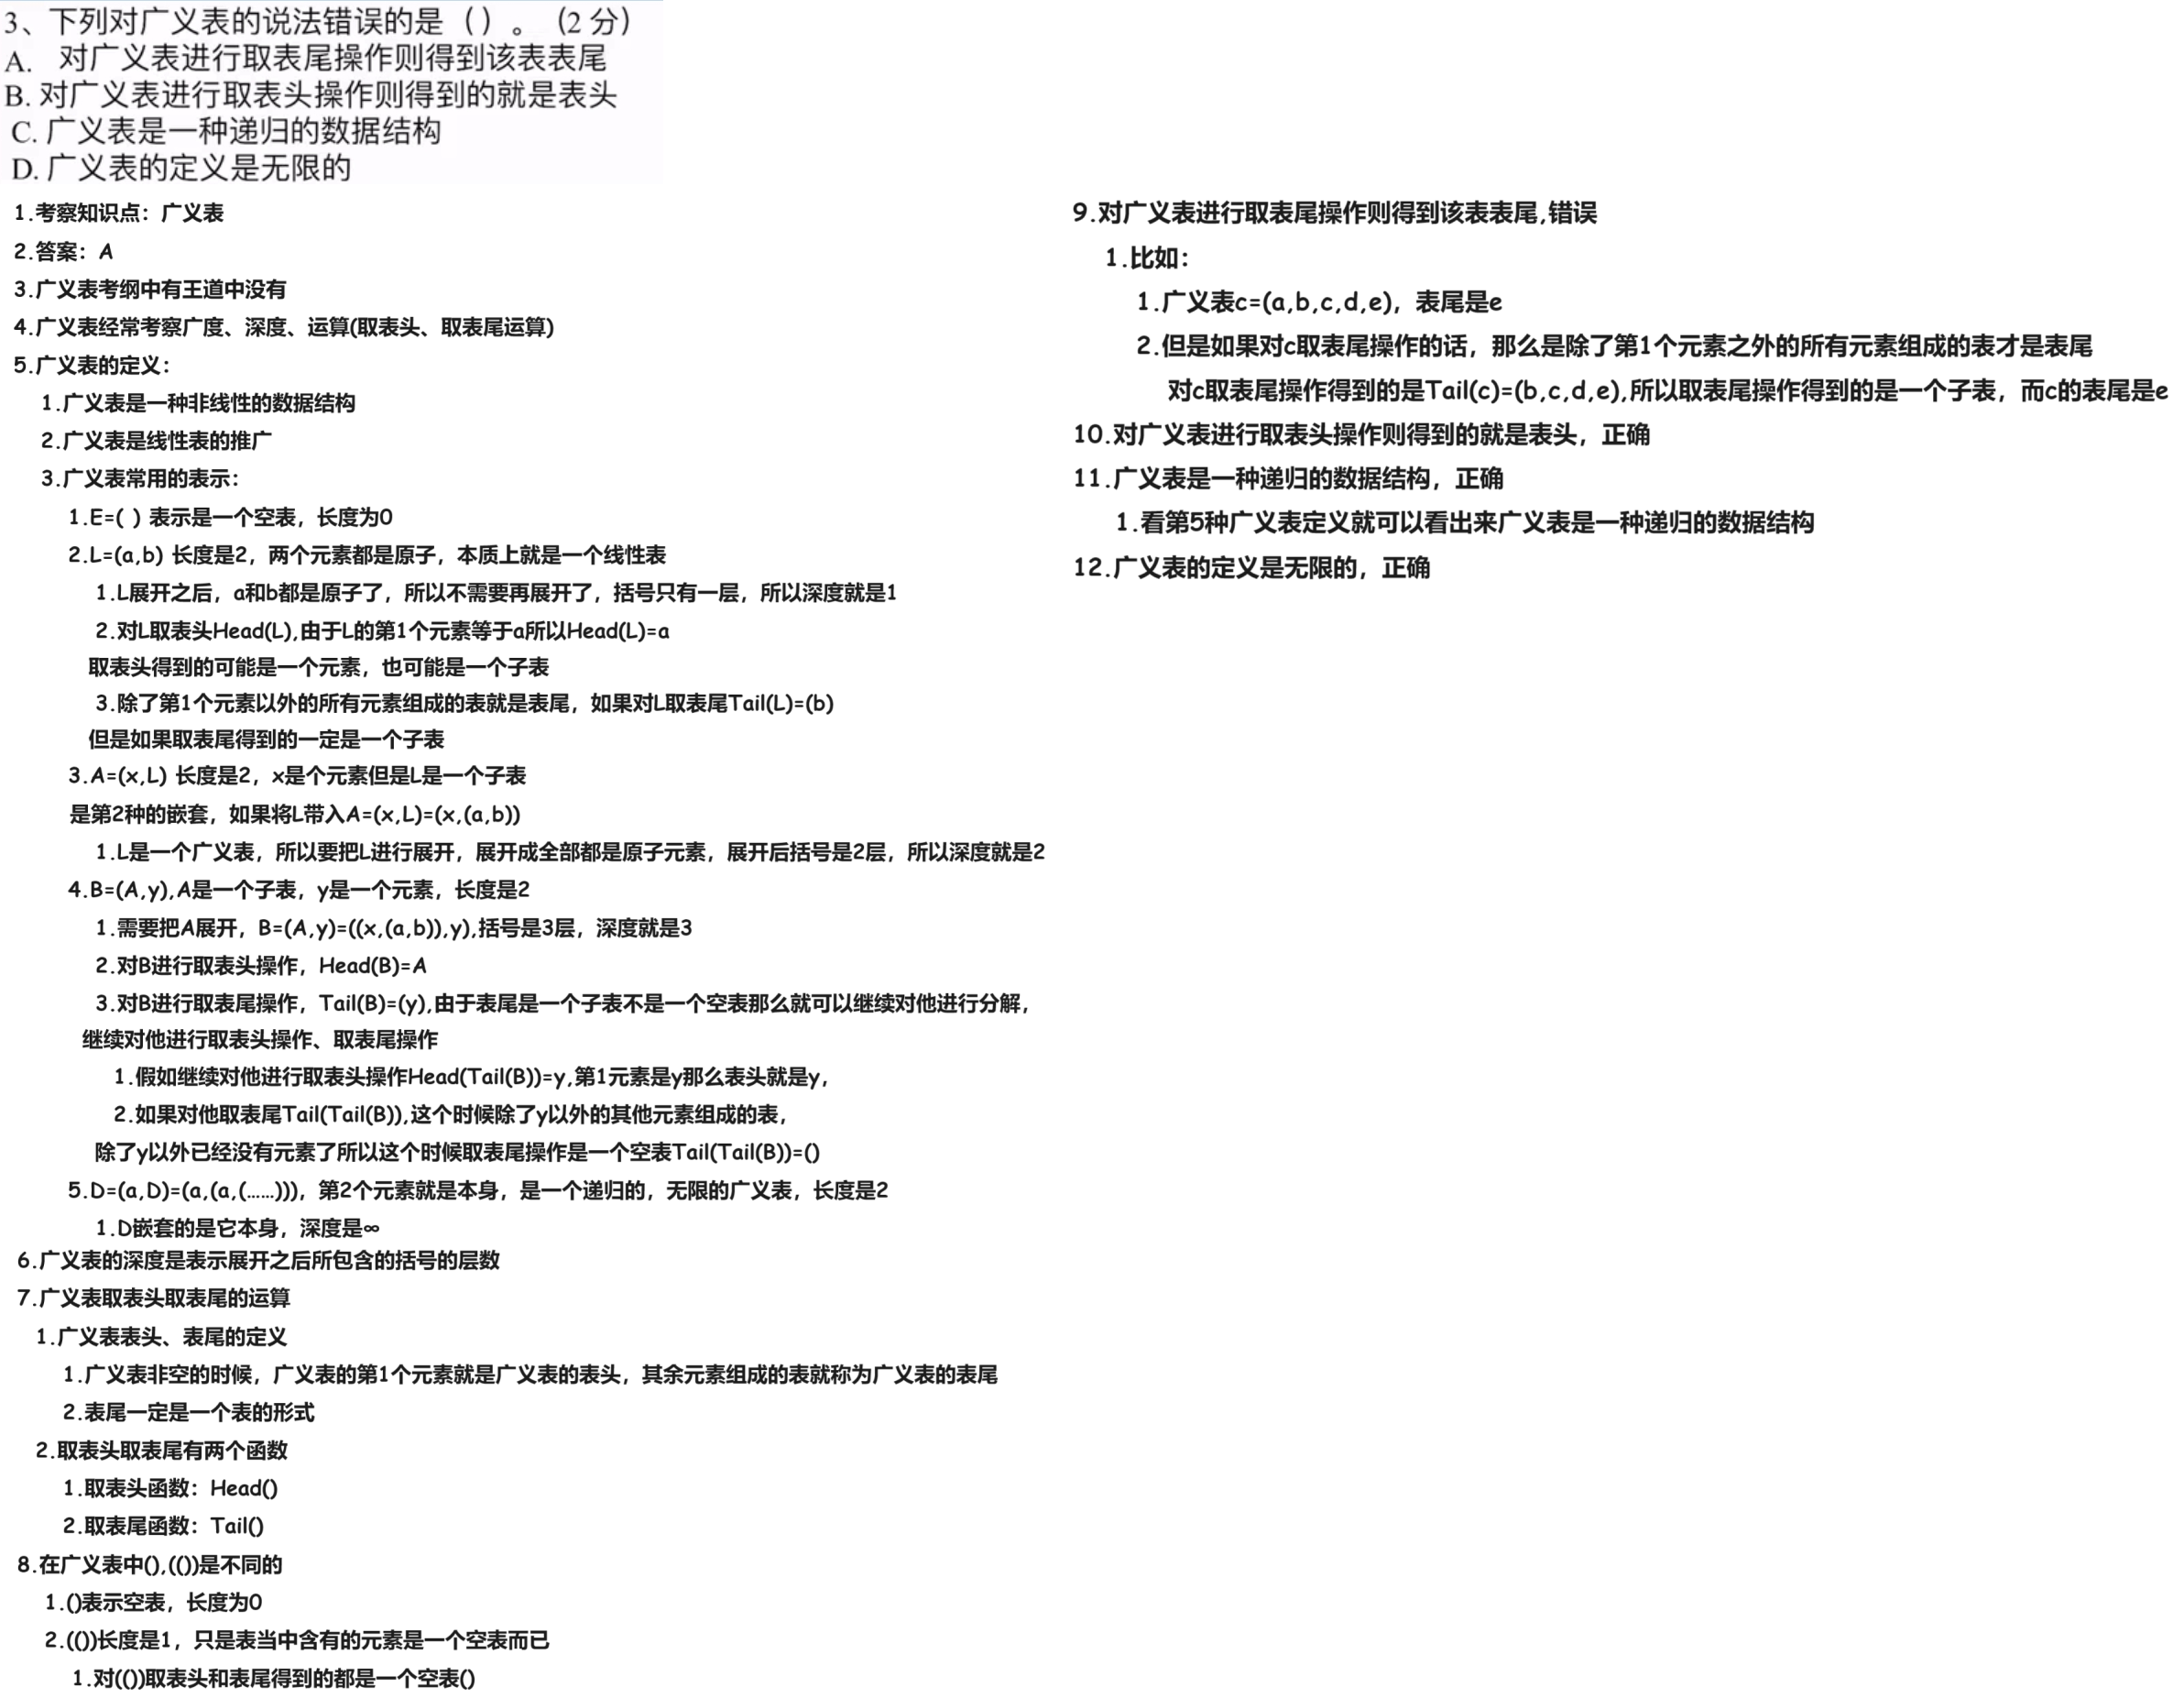 3、下列对广义表的说法错误的是（）。（2 分）
A. 对广义表进行取表尾操作则得到该表表尾
B. 对广义表进行取表头操作则得到的就是表头
C. 广义表是一种递归的数据结构
D. 广义表的定义是无限的
1.考察知识点：广义表
2.答案：A
3.广义表考纲中有王道中没有
4.广义表经常考察广度、深度、运算(取表头、取表尾运算)
5.广义表的定义：
1.广义表是一种非线性的数据结构
2.广义表是线性表的推广
3.广义表常用的表示：
1.E=( ) 表示是一个空表，长度为0
2.L=(a,b) 长度是2，两个元素都是原子，本质上就是一个线性表
1.L展开之后，a和b都是原子了，所以不需要再展开了，括号只有一层，所以深度就是1
2.对L取表头Head(L),由于L的第1个元素等于a所以Head(L)=a
取表头得到的可能是一个元素，也可能是一个子表
3.除了第1个元素以外的所有元素组成的表就是表尾，如果对L取表尾Tail(L)=(b)
但是如果取表尾得到的一定是一个子表
3.A=(x,L) 长度是2，x是个元素但是L是一个子表
是第2种的嵌套，如果将L带入A=(x,L)=(x,(a,b))
1.L是一个广义表，所以要把L进行展开，展开成全部都是原子元素，展开后括号是2层，所以深度就是2
4.B=(A,y),A是一个子表，y是一个元素，长度是2
1.需要把A展开，B=(A,y)=((x,(a,b)),y),括号是3层，深度就是3
2.对B进行取表头操作，Head(B)=A
3.对B进行取表尾操作，Tail(B)=(y),由于表尾是一个子表不是一个空表那么就可以继续对他进行分解，
继续对他进行取表头操作、取表尾操作
1.假如继续对他进行取表头操作Head(Tail(B))=y,第1元素是y那么表头就是y，
2.如果对他取表尾Tail(Tail(B)),这个时候除了y以外的其他元素组成的表，
除了y以外已经没有元素了所以这个时候取表尾操作是一个空表Tail(Tail(B))=()
5.D=(a,D)=(a,(a,(……)))，第2个元素就是本身，是一个递归的，无限的广义表，长度是2
1.D嵌套的是它本身，深度是∞
6.广义表的深度是表示展开之后所包含的括号的层数
7.广义表取表头取表尾的运算
1.广义表表头、表尾的定义
1.广义表非空的时候，广义表的第1个元素就是广义表的表头，其余元素组成的表就称为广义表的表尾
2.表尾一定是一个表的形式
2.取表头取表尾有两个函数
1.取表头函数：Head()
2.取表尾函数：Tail()
8.在广义表中(),(())是不同的
1.()表示空表，长度为0
2.(())长度是1，只是表当中含有的元素是一个空表而已
1.对(())取表头和表尾得到的都是一个空表()
9.对广义表进行取表尾操作则得到该表表尾,错误
1.比如：
1.广义表c=(a,b,c,d,e)，表尾是e
2.但是如果对c取表尾操作的话，那么是除了第1个元素之外的所有元素组成的表才是表尾
对c取表尾操作得到的是Tail(c)=(b,c,d,e),所以取表尾操作得到的是一个子表，而c的表尾是e
10.对广义表进行取表头操作则得到的就是表头，正确
11.广义表是一种递归的数据结构，正确
1.看第5种广义表定义就可以看出来广义表是一种递归的数据结构
12.广义表的定义是无限的，正确